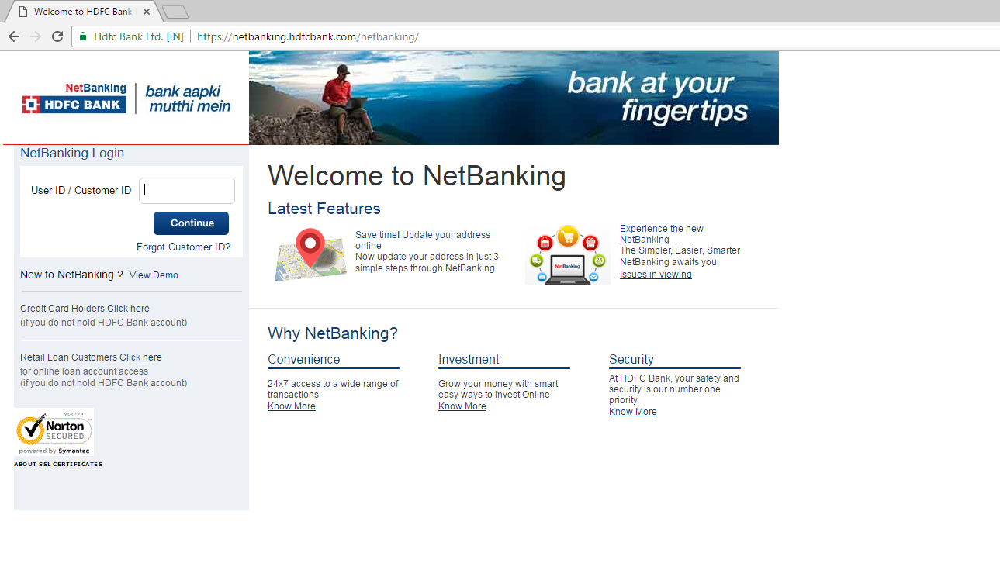 Welcome to HDFC Bank
Hdfc Bank Ltd. [IN] https://netbanking.hdfcbank.com/netbanking/
NetBanking
HDFC BANK
bank aapki
mutthi mein
bank at your
fingertips
NetBanking Login
User ID / Customer ID
Continue
Forgot Customer ID?
New to NetBanking ? View Demo
Credit Card Holders Click here
(if you do not hold HDFC Bank account)
Retail Loan Customers Click here
for online loan account access
(if you do not hold HDFC Bank account)
VERIFY
Norton
SECURED
powered by Symantec
ABOUT SSL CERTIFICATES
Welcome to NetBanking
Latest Features
Save time! Update your address
online
Now update your address in just 3
simple steps through NetBanking
NetBanking
24
Experience the new
NetBanking
The Simpler, Easier, Smarter
NetBanking awaits you.
Issues in viewing
Why NetBanking?
Convenience
24x7 access to a wide range of
transactions
Know More
Investment
Grow your money with smart
easy ways to invest Online
Know More
Security
At HDFC Bank, your safety and
security is our number one
priority
Know More